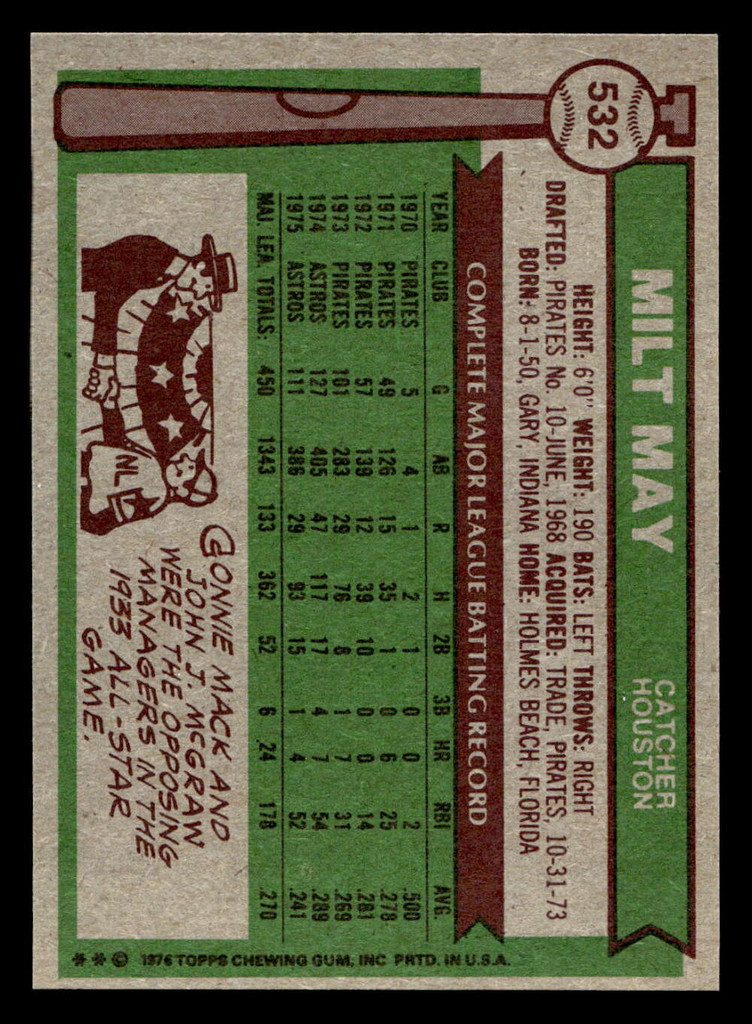 532
MILT MAY
CATCHER
HOUSTON
HEIGHT: 6'0" WEIGHT: 190 BATS: LEFT THROWS: RIGHT
DRAFTED: PIRATES No. 10-JUNE, 1968 ACQUIRED: TRADE, PIRATES, 10-31-73
BORN: 8-1-50, GARY, INDIANA HOME: HOLMES BEACH, FLORIDA
COMPLETE MAJOR LEAGUE BATTING RECORD
YEAR CLUB G AB R H 2B 3B HR RBI AVG.
1970 PIRATES 5 4 1 2 1 0 0 2 .500
1971 PIRATES 49 126 15 35 1 0 6 25 .278
1972 PIRATES 57 139 12 39 10 0 0 14 .281
1973 PIRATES 101 283 29 76 8 1 7 31 .269
1974 ASTROS 127 405 47 117 17 4 7 54 .289
1975 ASTROS 111 386 29 93 15 1 4 52 .241
MAJ. LEA. TOTALS: 450 1343 133 362 52 6 24 178 .270
NL
CONNIE MACK AND
JOHN J. MCGRAW
WERE THE OPPOSING
MANAGERS IN THE
1933 ALL-STAR
GAME.
**© 1976 TOPPS CHEWING GUM, INC PRTD. IN U.S.A.